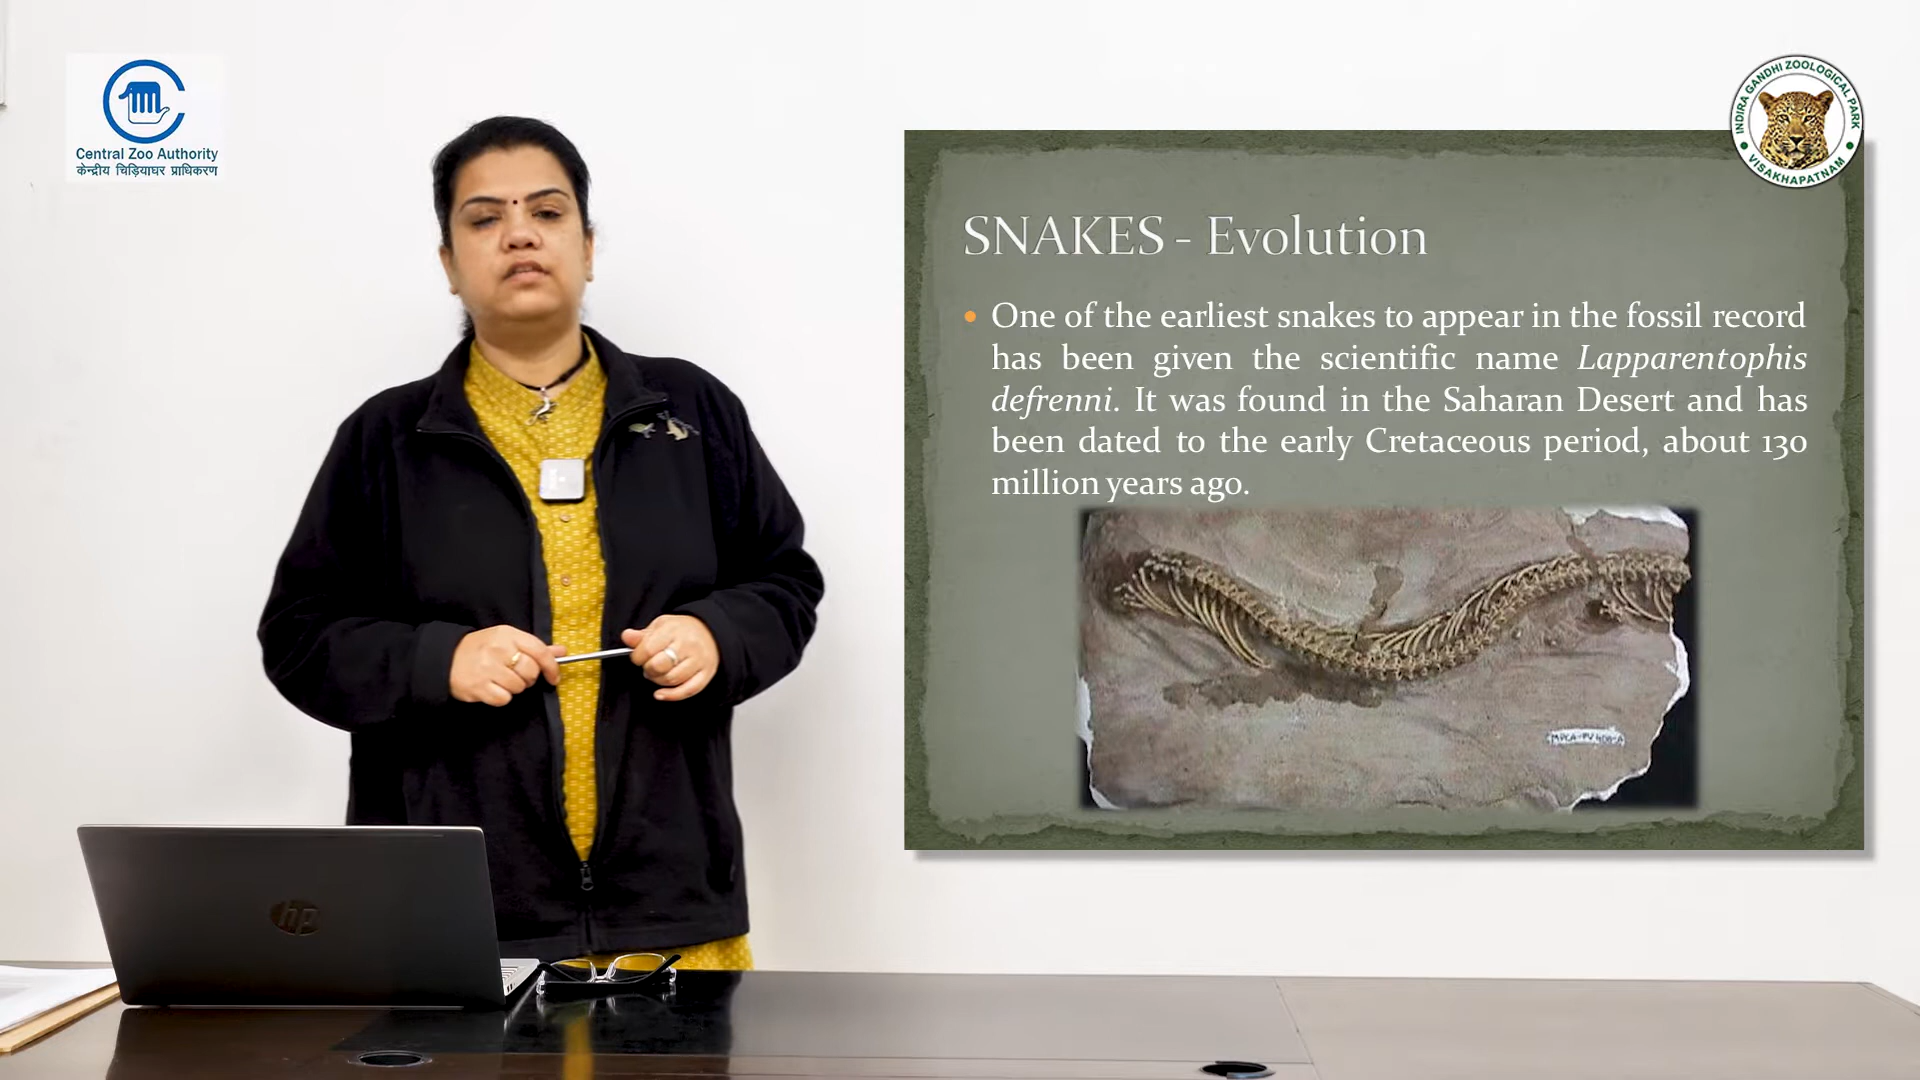 Central Zoo Authority
केन्द्रीय चिड़ियाघर प्राधिकरण
INDIRA GANDHI ZOOLOGICAL PARK
VISAKHAPATNAM
SNAKES - Evolution
• One of the earliest snakes to appear in the fossil record
has been given the scientific name Lapparentophis
defrenni. It was found in the Saharan Desert and has
been dated to the early Cretaceous period, about 130
million years ago.
hp